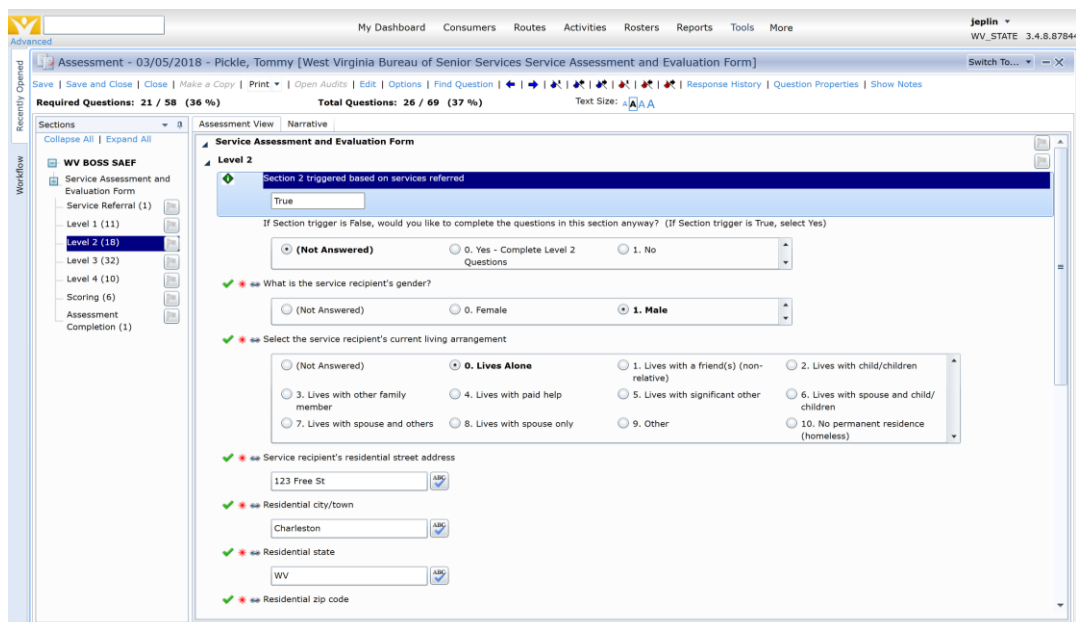 My Dashboard Consumers Routes Activities Rosters Reports Tools More
jeplin
WV_STATE 3.4.8.87844
Advanced
Recently Opened
Workflow
Assessment - 03/05/2018 - Pickle, Tommy [West Virginia Bureau of Senior Services Service Assessment and Evaluation Form]
Switch To...
Save | Save and Close | Close | Make a Copy | Print | Open Audits | Edit | Options | Find Question | Response History | Question Properties | Show Notes
Required Questions: 21 / 58 (36 %) Total Questions: 26 / 69 (37 %) Text Size: A A A A
Sections
Collapse All | Expand All
WV BOSS SAEF
Service Assessment and
Evaluation Form
Service Referral (1)
Level 1 (11)
Level 2 (18)
Level 3 (32)
Level 4 (10)
Scoring (6)
Assessment
Completion (1)
Assessment View Narrative
Service Assessment and Evaluation Form
Level 2
Section 2 triggered based on services referred
True
If Section trigger is False, would you like to complete the questions in this section anyway? (If Section trigger is True, select Yes)
(Not Answered) 0. Yes - Complete Level 2 1. No
Questions
What is the service recipient's gender?
(Not Answered) 0. Female 1. Male
Select the service recipient's current living arrangement
(Not Answered) 0. Lives Alone 1. Lives with a friend(s) (non- 2. Lives with child/children
relative)
3. Lives with other family 4. Lives with paid help 5. Lives with significant other 6. Lives with spouse and child/
member children
7. Lives with spouse and others 8. Lives with spouse only 9. Other 10. No permanent residence
(homeless)
Service recipient's residential street address
123 Free St ABC
Residential city/town
Charleston ABC
Residential state
WV ABC
Residential zip code